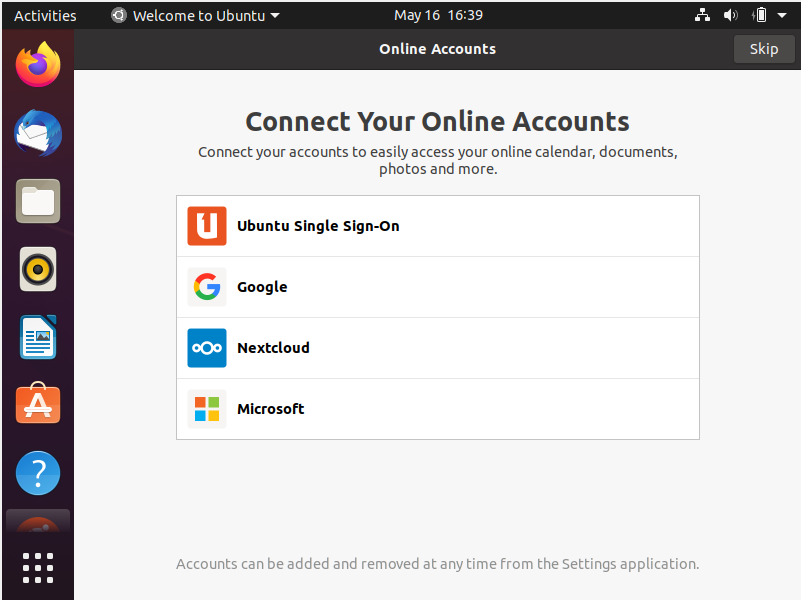 Activities Welcome to Ubuntu May 16 16:39
Online Accounts Skip
Connect Your Online Accounts
Connect your accounts to easily access your online calendar, documents,
photos and more.
Ubuntu Single Sign-On
Google
Nextcloud
Microsoft
Accounts can be added and removed at any time from the Settings application.